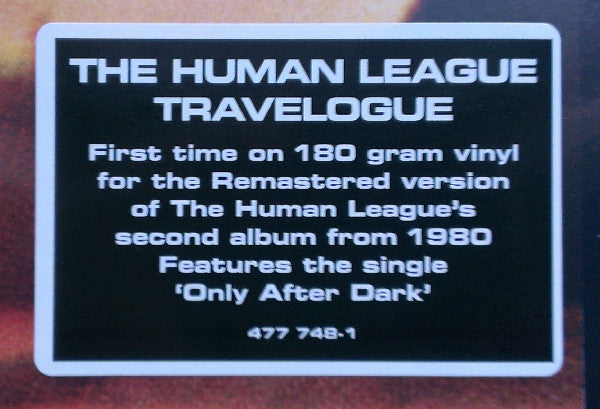 THE HUMAN LEAGUE
TRAVELOGUE
First time on 180 gram vinyl
for the Remastered version
of The Human League's
second album from 1980
Features the single
'Only After Dark'
477 748-1